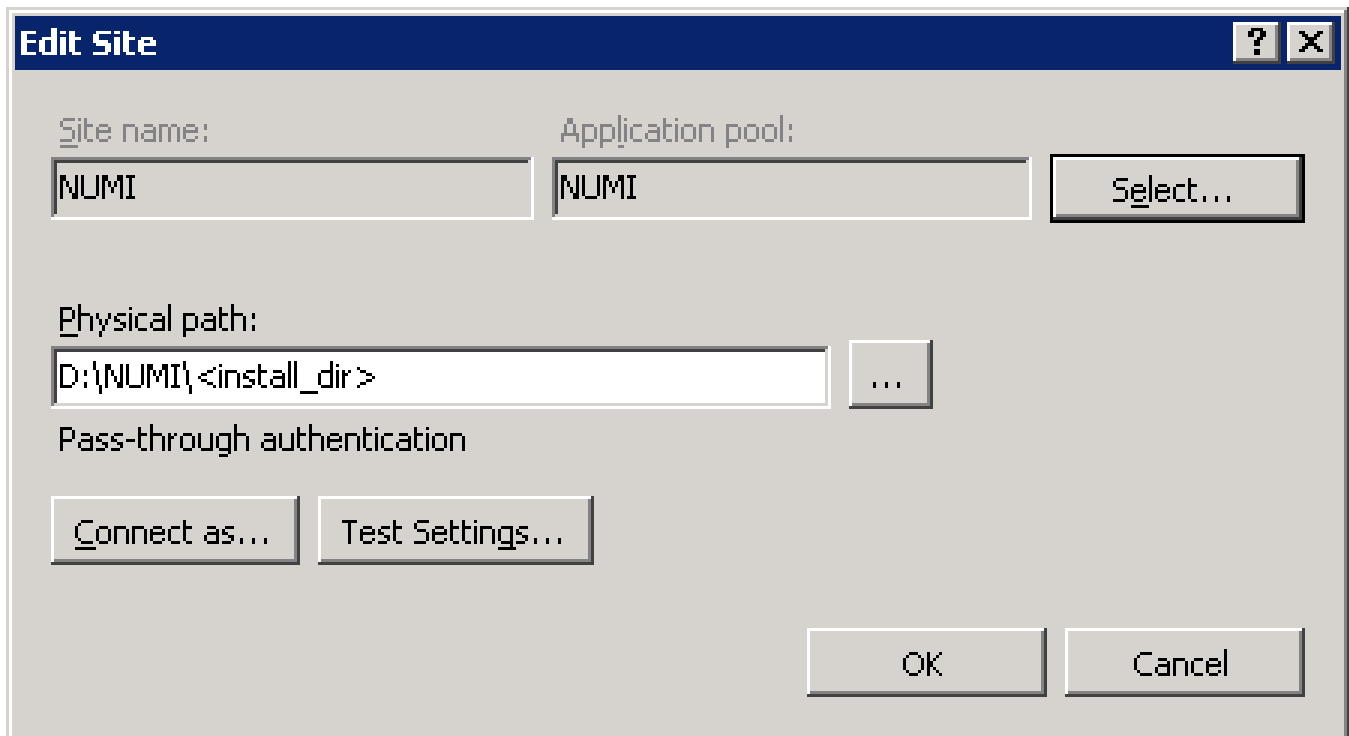 Edit Site
? X
Site name: Application pool:
NUMI NUMI Select...
Physical path:
D:\NUMI\<install_dir> ...
Pass-through authentication
Connect as... Test Settings...
OK Cancel